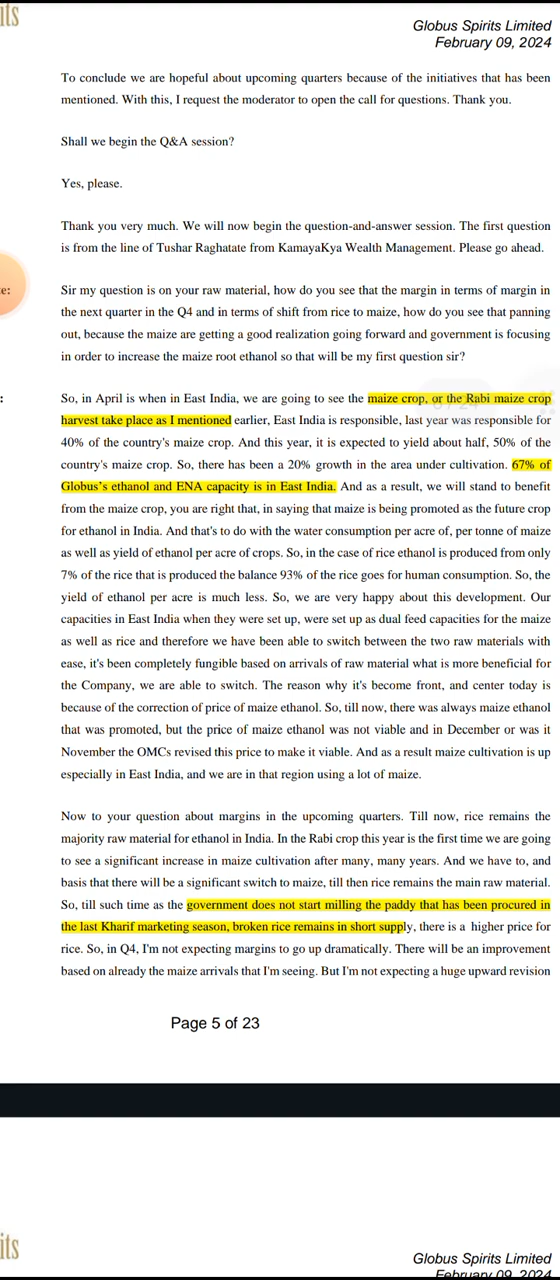 its
Globus Spirits Limited
February 09, 2024
To conclude we are hopeful about upcoming quarters because of the initiatives that has been
mentioned. With this, I request the moderator to open the call for questions. Thank you.
Shall we begin the Q&A session?
Yes, please.
Thank you very much. We will now begin the question-and-answer session. The first question
is from the line of Tushar Raghatate from KamayaKya Wealth Management. Please go ahead.
e:
Sir my question is on your raw material, how do you see that the margin in terms of margin in
the next quarter in the Q4 and in terms of shift from rice to maize, how do you see that panning
out, because the maize are getting a good realization going forward and government is focusing
in order to increase the maize root ethanol so that will be my first question sir?
:
So, in April is when in East India, we are going to see the maize crop, or the Rabi maize crop
harvest take place as I mentioned earlier, East India is responsible, last year was responsible for
40% of the country's maize crop. And this year, it is expected to yield about half, 50% of the
country's maize crop. So, there has been a 20% growth in the area under cultivation. 67% of
Globus's ethanol and ENA capacity is in East India. And as a result, we will stand to benefit
from the maize crop, you are right that, in saying that maize is being promoted as the future crop
for ethanol in India. And that's to do with the water consumption per acre of, per tonne of maize
as well as yield of ethanol per acre of crops. So, in the case of rice ethanol is produced from only
7% of the rice that is produced the balance 93% of the rice goes for human consumption. So, the
yield of ethanol per acre is much less. So, we are very happy about this development. Our
capacities in East India when they were set up, were set up as dual feed capacities for the maize
as well as rice and therefore we have been able to switch between the two raw materials with
ease, it's been completely fungible based on arrivals of raw material what is more beneficial for
the Company, we are able to switch. The reason why it's become front, and center today is
because of the correction of price of maize ethanol. So, till now, there was always maize ethanol
that was promoted, but the price of maize ethanol was not viable and in December or was it
November the OMCs revised this price to make it viable. And as a result maize cultivation is up
especially in East India, and we are in that region using a lot of maize.
Now to your question about margins in the upcoming quarters. Till now, rice remains the
majority raw material for ethanol in India. In the Rabi crop this year is the first time we are going
to see a significant increase in maize cultivation after many, many years. And we have to, and
basis that there will be a significant switch to maize, till then rice remains the main raw material.
So, till such time as the government does not start milling the paddy that has been procured in
the last Kharif marketing season, broken rice remains in short supply, there is a higher price for
rice. So, in Q4, I'm not expecting margins to go up dramatically. There will be an improvement
based on already the maize arrivals that I'm seeing. But I'm not expecting a huge upward revision
Page 5 of 23
its
Globus Spirits Limited
February 09, 2024